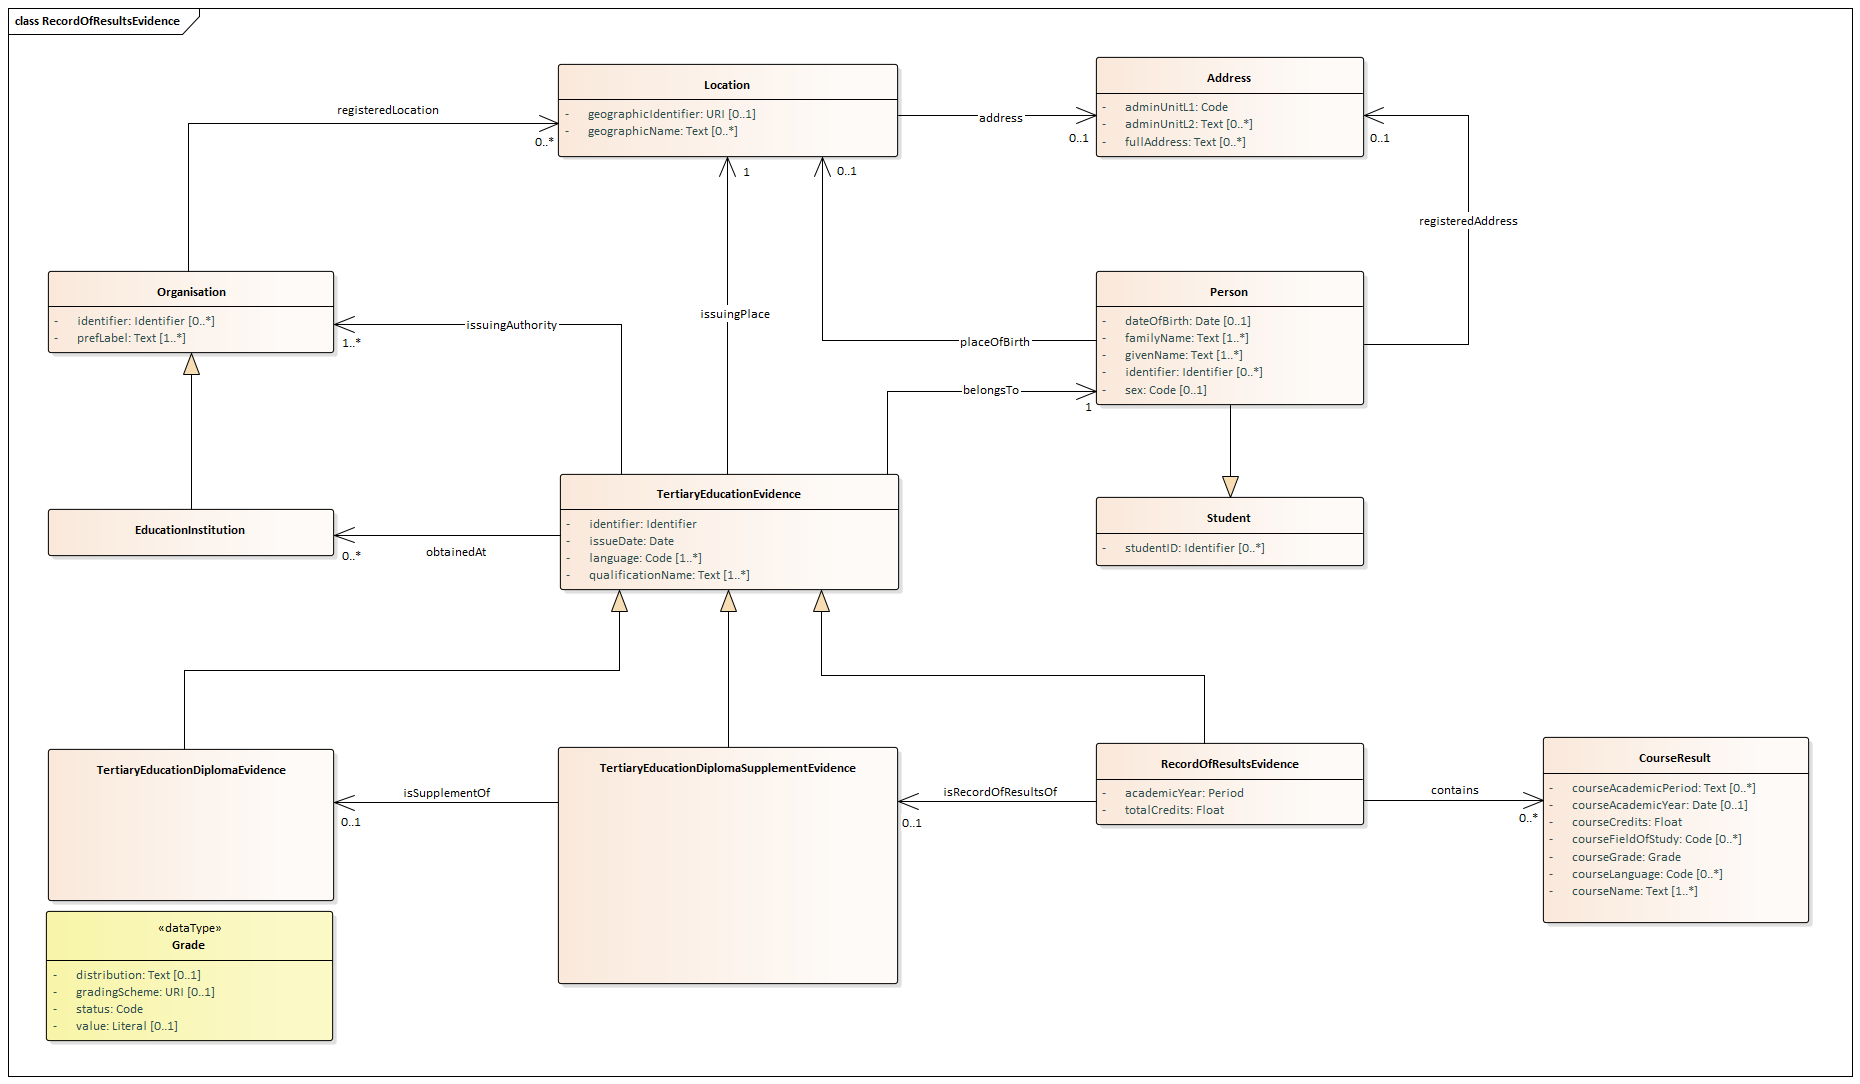 class RecordOfResultsEvidence
Location
- geographicIdentifier: URI [0..1]
- geographicName: Text [0..*]
Address
- adminUnitL1: Code
- adminUnitL2: Text [0..*]
- fullAddress: Text [0..*]
registeredLocation
0..*
address
0..1
0..1
1
0..1
registeredAddress
Organisation
- identifier: Identifier [0..*]
- prefLabel: Text [1..*]
issuingAuthority
1..*
issuingPlace
placeOfBirth
Person
- dateOfBirth: Date [0..1]
- familyName: Text [1..*]
- givenName: Text [1..*]
- identifier: Identifier [0..*]
- sex: Code [0..1]
belongsTo
1
EducationInstitution
obtainedAt
0..*
TertiaryEducationEvidence
- identifier: Identifier
- issueDate: Date
- language: Code [1..*]
- qualificationName: Text [1..*]
Student
- studentID: Identifier [0..*]
TertiaryEducationDiplomaEvidence
isSupplementOf
0..1
TertiaryEducationDiplomaSupplementEvidence
isRecordOfResultsOf
0..1
RecordOfResultsEvidence
- academicYear: Period
- totalCredits: Float
contains
0..*
CourseResult
- courseAcademicPeriod: Text [0..*]
- courseAcademicYear: Date [0..1]
- courseCredits: Float
- courseFieldOfStudy: Code [0..*]
- courseGrade: Grade
- courseLanguage: Code [0..*]
- courseName: Text [1..*]
«dataType»
Grade
- distribution: Text [0..1]
- gradingScheme: URI [0..1]
- status: Code
- value: Literal [0..1]